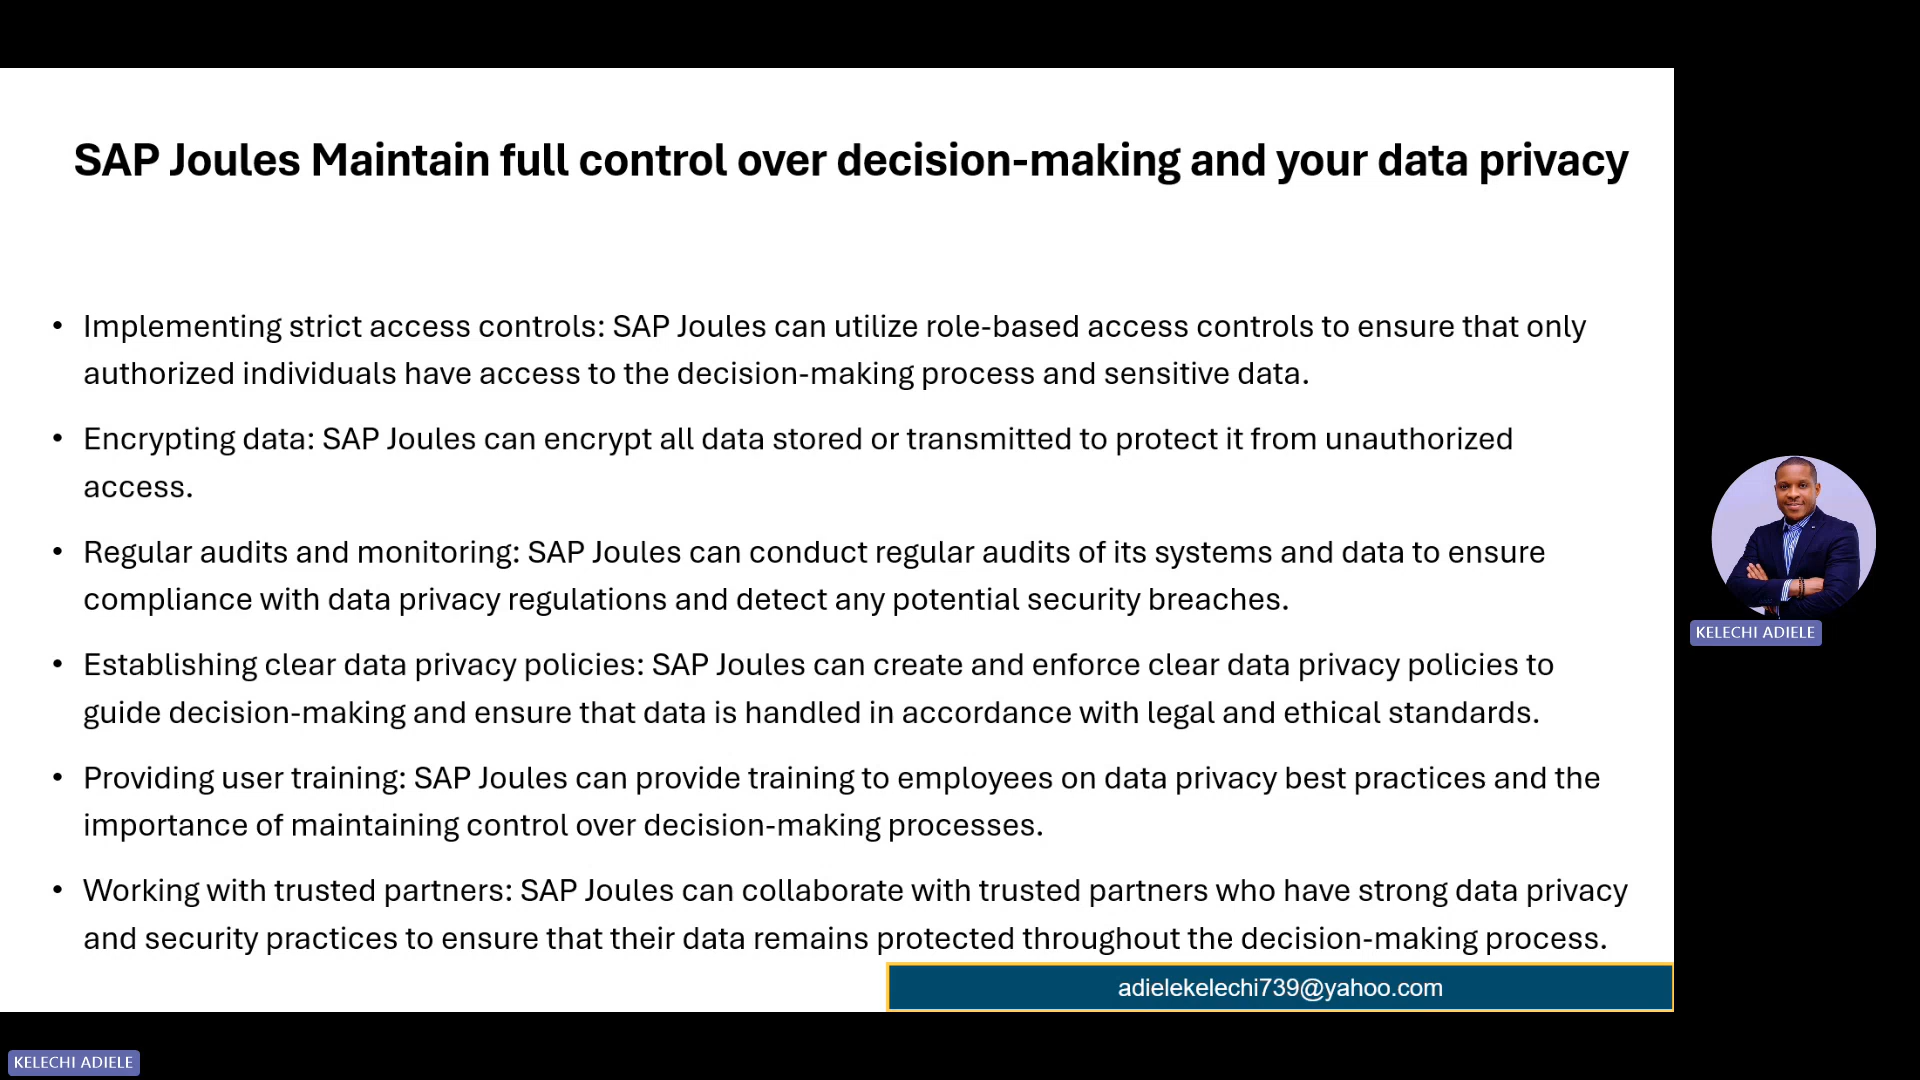 SAP Joules Maintain full control over decision-making and your data privacy
• Implementing strict access controls: SAP Joules can utilize role-based access controls to ensure that only
authorized individuals have access to the decision-making process and sensitive data.
• Encrypting data: SAP Joules can encrypt all data stored or transmitted to protect it from unauthorized
access.
• Regular audits and monitoring: SAP Joules can conduct regular audits of its systems and data to ensure
compliance with data privacy regulations and detect any potential security breaches.
• Establishing clear data privacy policies: SAP Joules can create and enforce clear data privacy policies to
guide decision-making and ensure that data is handled in accordance with legal and ethical standards.
• Providing user training: SAP Joules can provide training to employees on data privacy best practices and the
importance of maintaining control over decision-making processes.
• Working with trusted partners: SAP Joules can collaborate with trusted partners who have strong data privacy
and security practices to ensure that their data remains protected throughout the decision-making process.
adielekelechi739@yahoo.com
KELECHI ADIELE
KELECHI ADIELE